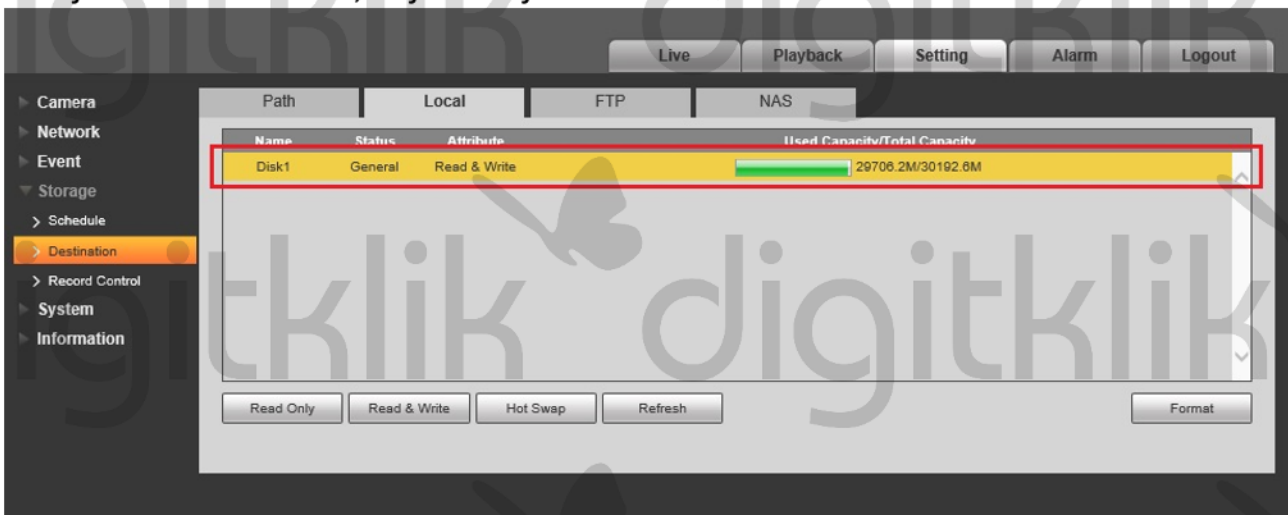 Live Playback Setting Alarm Logout
Camera
Network
Event
Storage
Schedule
Destination
Record Control
System
Information
Path Local FTP NAS
Name Status Attribute Used Capacity/Total Capacity
Disk1 General Read & Write 29706.2M/30192.6M
Read Only Read & Write Hot Swap Refresh Format
digitklik